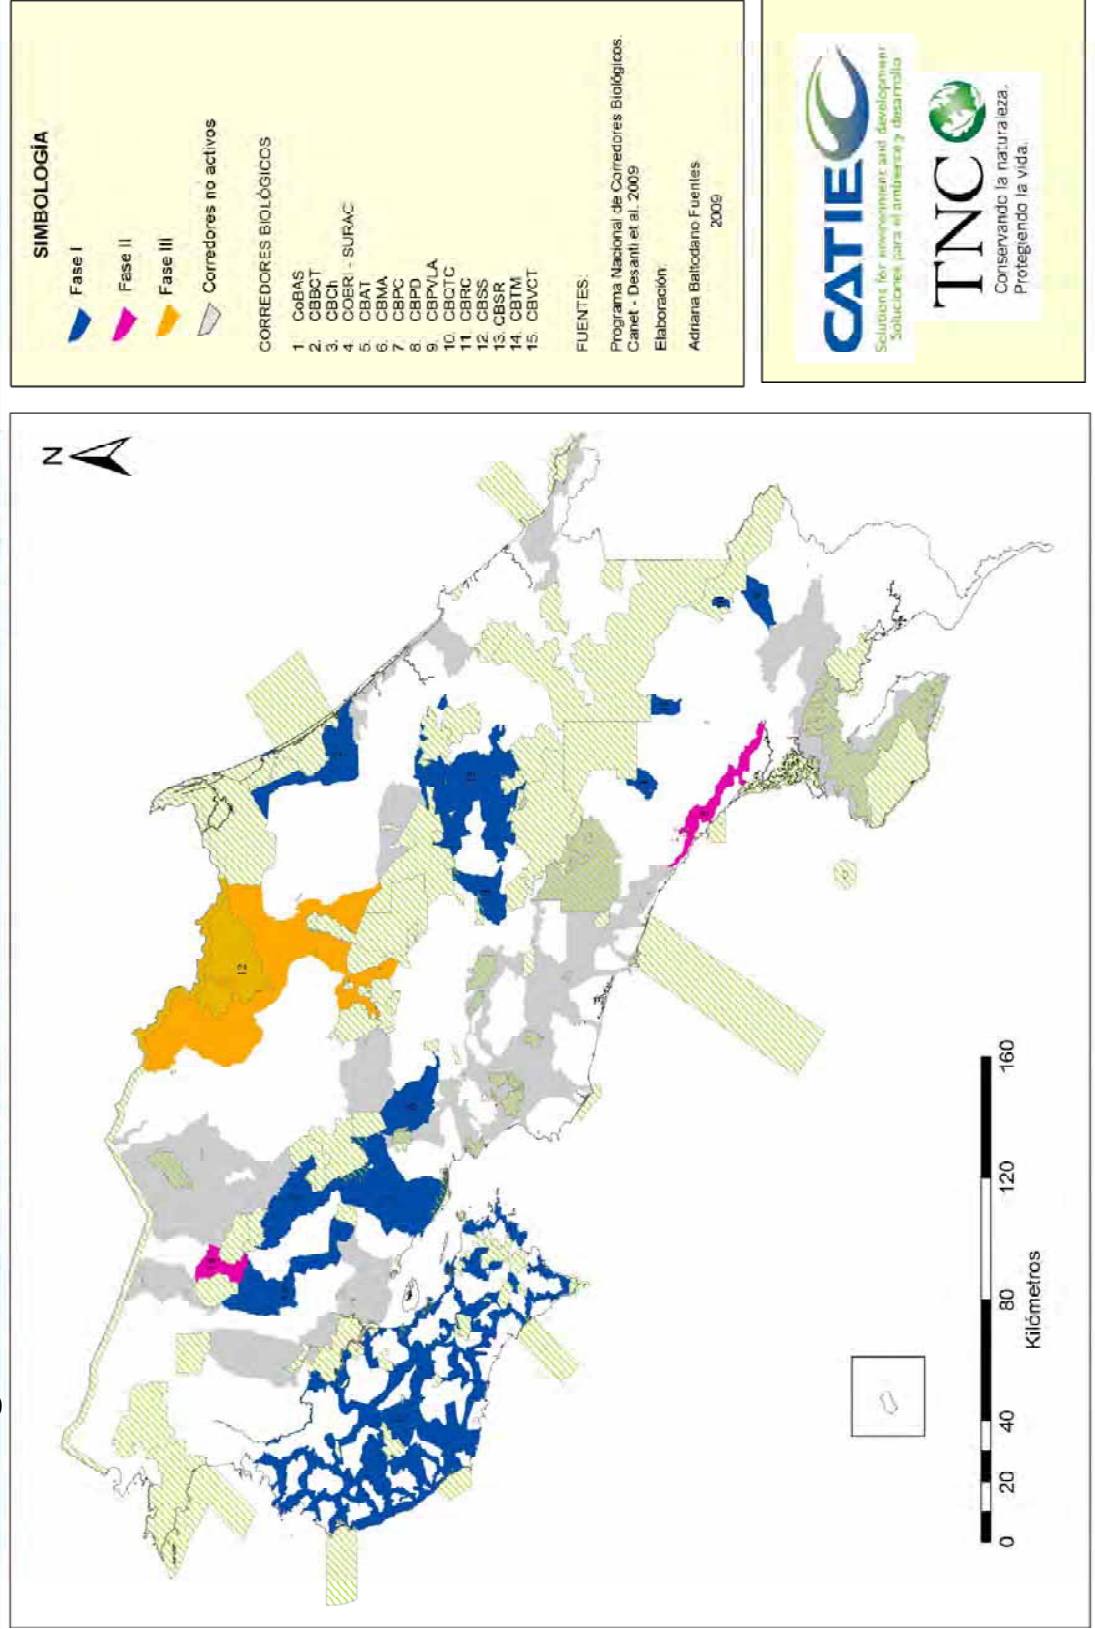 SIMBOLOGÍA
Fase I
Fase II
Fase III
Corredores no activos
CORREDORES BIOLÓGICOS
1. CoBAS
2. CBBCT
3. CBCh
4. COBRI - SURAC
5. CBAT
6. CBMA
7. CBPC
8. CBPD
9. CBPVLA
10. CBQTC
11. CBRC
12. CBSS
13. CBSR
14. CBTM
15. CBVCT
FUENTES:
Programa Nacional de Corredores Biológicos.
Canet - Desanti et al. 2009
Elaboración:
Adriana Baltodano Fuentes
2009
CATIE
Solutions for environment and development
Soluciones para el ambiente y desarrollo
TNC
Conservando la naturaleza.
Protegiendo la vida.
N
12
0 20 40 80 120 160
Kilómetros